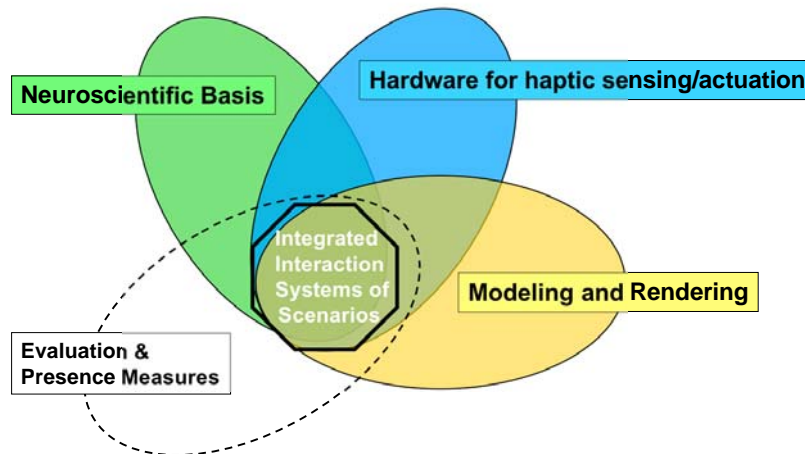 Neuroscientific Basis
Hardware for haptic sensing/actuation
Integrated
Interaction
Systems of
Scenarios
Modeling and Rendering
Evaluation &
Presence Measures